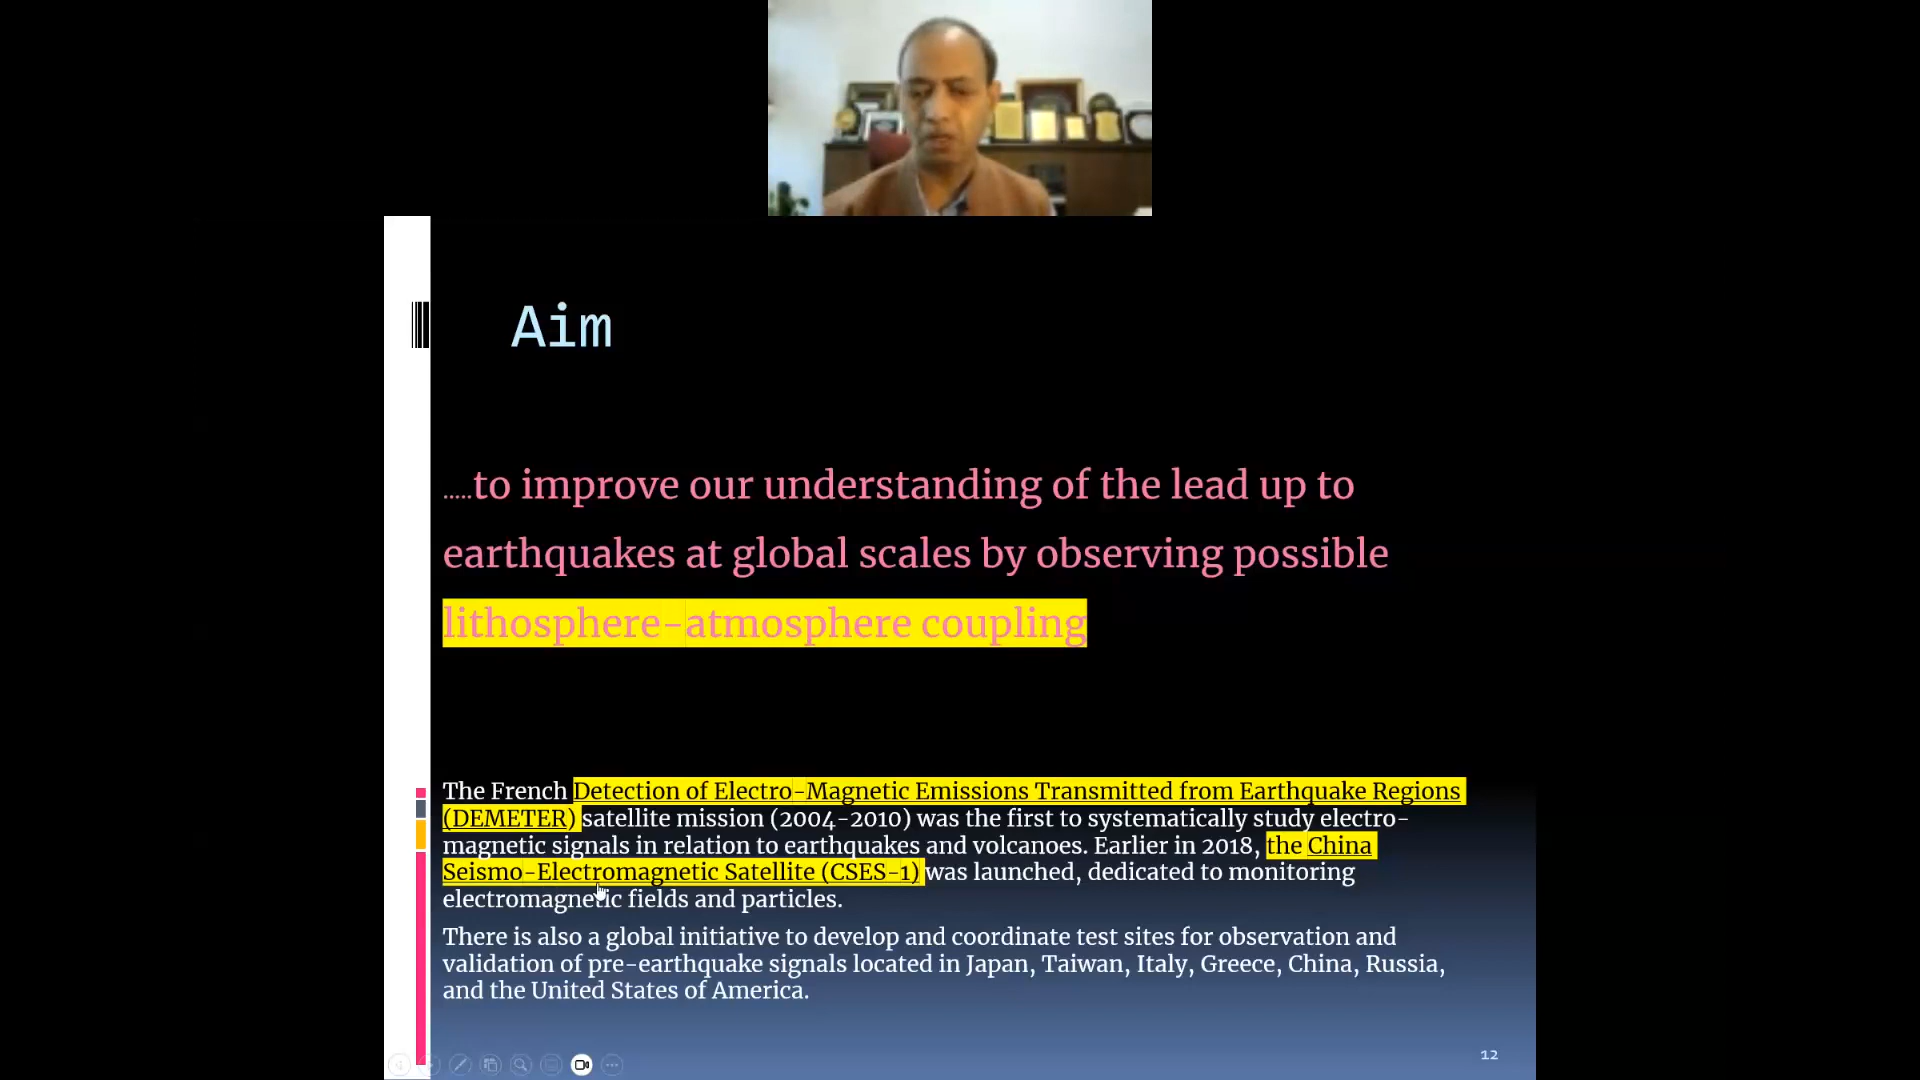 Aim
.....to improve our understanding of the lead up to
earthquakes at global scales by observing possible
lithosphere-atmosphere coupling
The French Detection of Electro-Magnetic Emissions Transmitted from Earthquake Regions
(DEMETER) satellite mission (2004-2010) was the first to systematically study electro-
magnetic signals in relation to earthquakes and volcanoes. Earlier in 2018, the China
Seismo-Electromagnetic Satellite (CSES-1) was launched, dedicated to monitoring
electromagnetic fields and particles.
There is also a global initiative to develop and coordinate test sites for observation and
validation of pre-earthquake signals located in Japan, Taiwan, Italy, Greece, China, Russia,
and the United States of America.
12